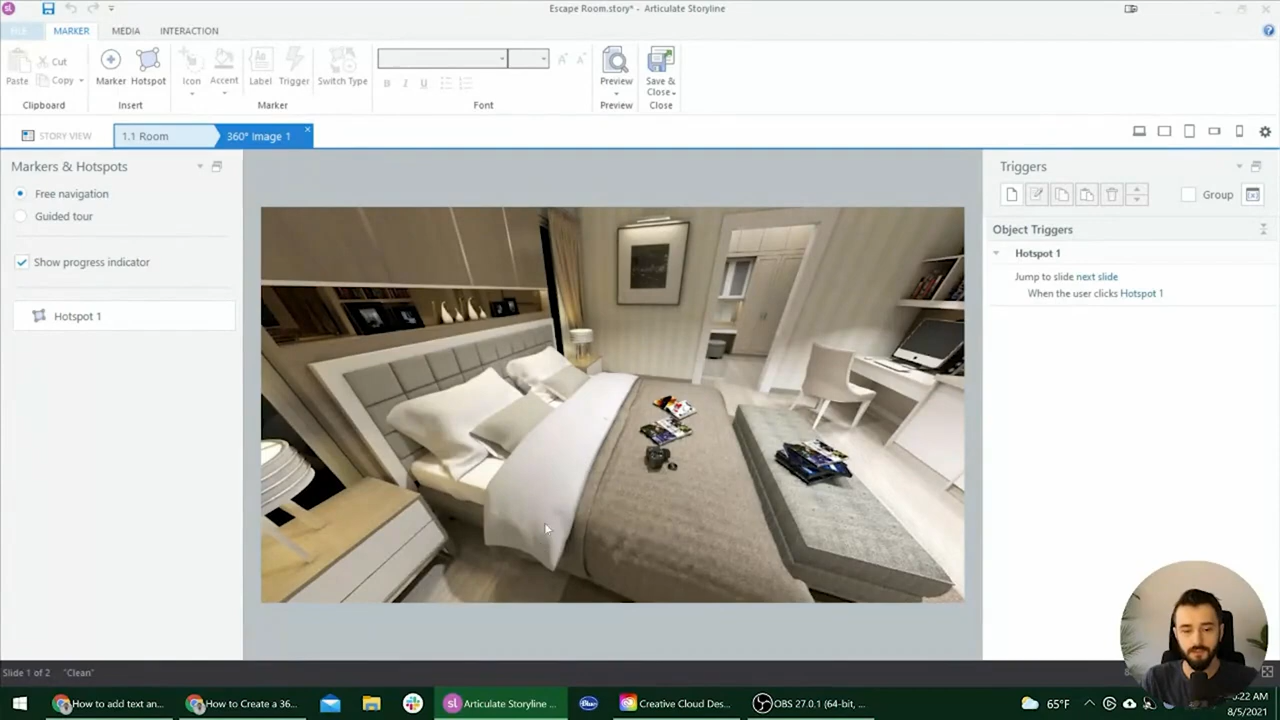 Escape Room.story* - Articulate Storyline
FILE MARKER MEDIA INTERACTION
Paste Cut Copy Marker Hotspot Icon Accent Label Trigger Switch Type B I U Preview Save & Close
Clipboard Insert Marker Font Preview Close
STORY VIEW 1.1 Room 360° Image 1
Markers & Hotspots
Free navigation
Guided tour
Show progress indicator
Hotspot 1
Triggers
Group
Object Triggers
Hotspot 1
Jump to slide next slide
When the user clicks Hotspot 1
Slide 1 of 2 "Clean"
How to add text an... How to Create a 36... Articulate Storyline ... Blue Creative Cloud Des... OBS 27.0.1 (64-bit, ... 65°F :22 AM
8/5/2021